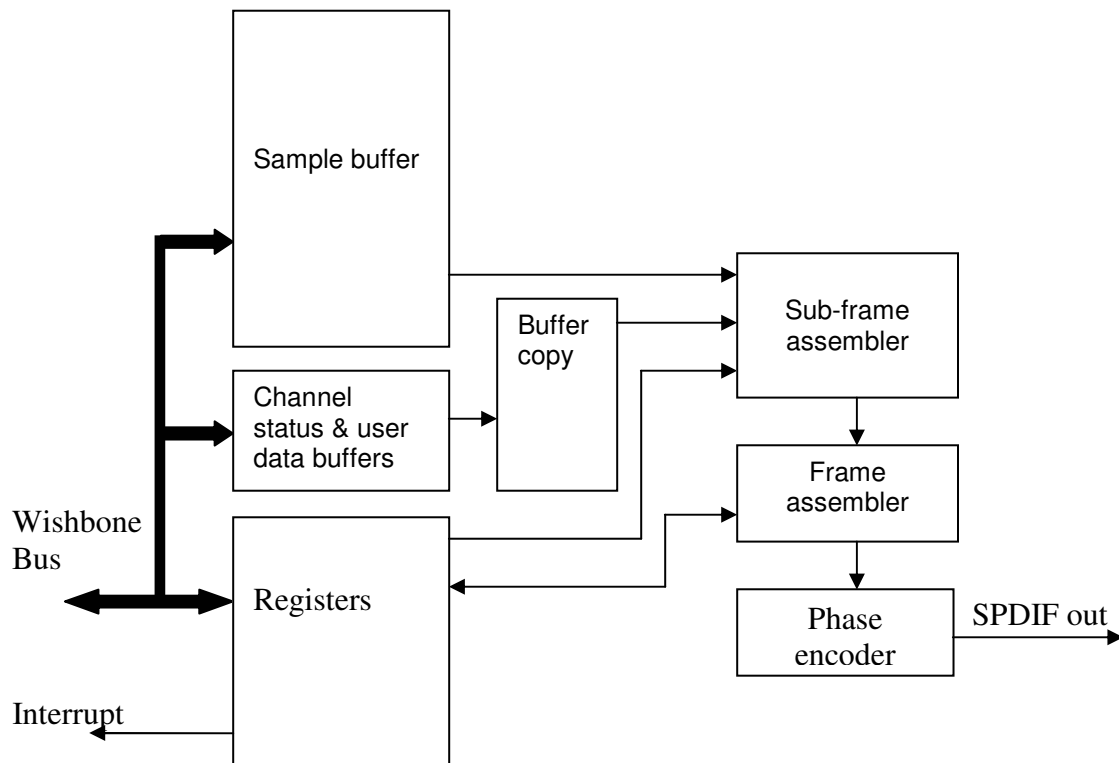 Sample buffer
Buffer
copy
Sub-frame
assembler
Channel
status & user
data buffers
Frame
assembler
Wishbone
Bus
Registers
Phase
encoder
SPDIF out
Interrupt